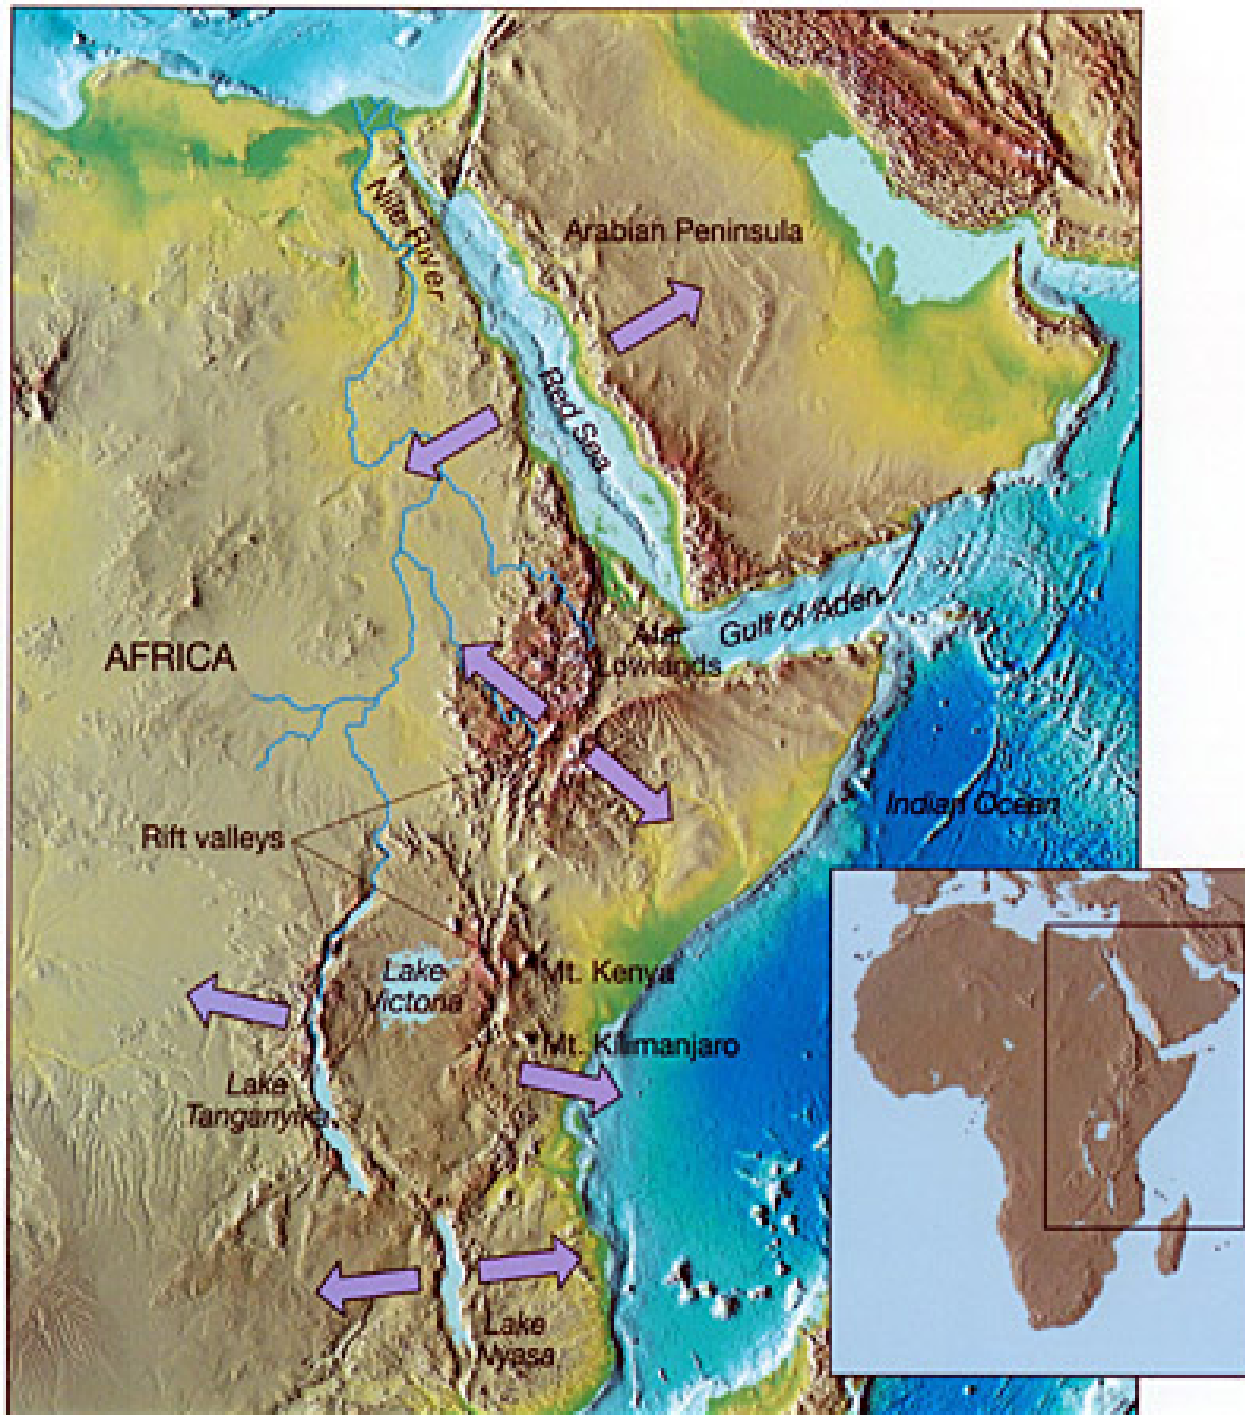 Nile River
Arabian Peninsula
Red Sea
AFRICA
Afar
Lowlands
Gulf of Aden
Indian Ocean
Rift valleys
Lake
Victoria
Mt. Kenya
Mt. Kilimanjaro
Lake
Tanganyika
Lake
Nyasa